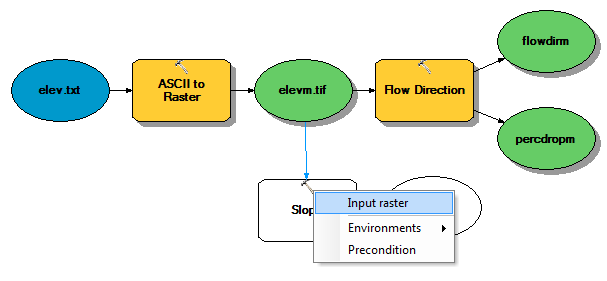 flowdirm
elev.txt
ASCII to
Raster
elevm.tif
Flow Direction
percdropm
Slop
Input raster
Environments
Precondition